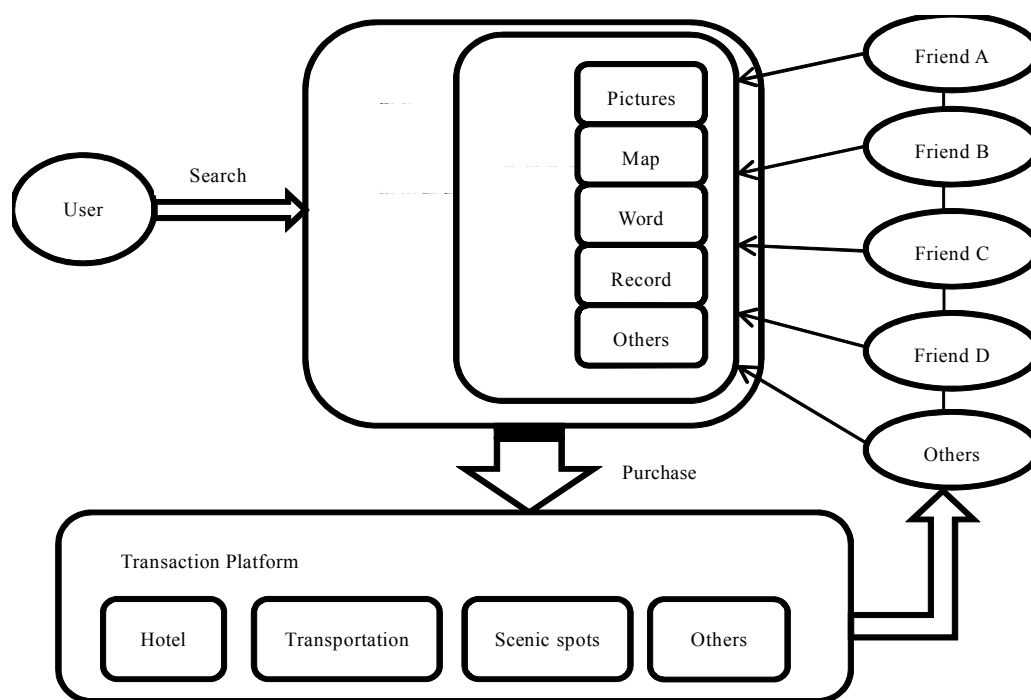 Friend A
Pictures
Friend B
Map
Search
User
Word
Friend C
Record
Others
Friend D
Others
Purchase
Transaction Platform
Hotel
Transportation
Scenic spots
Others